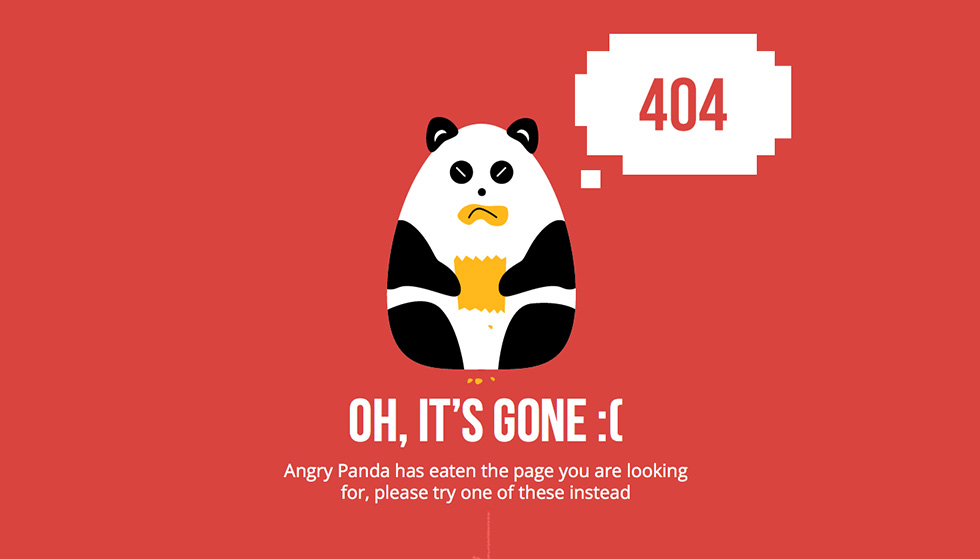 404
OH, IT’S GONE :(
Angry Panda has eaten the page you are looking
for, please try one of these instead